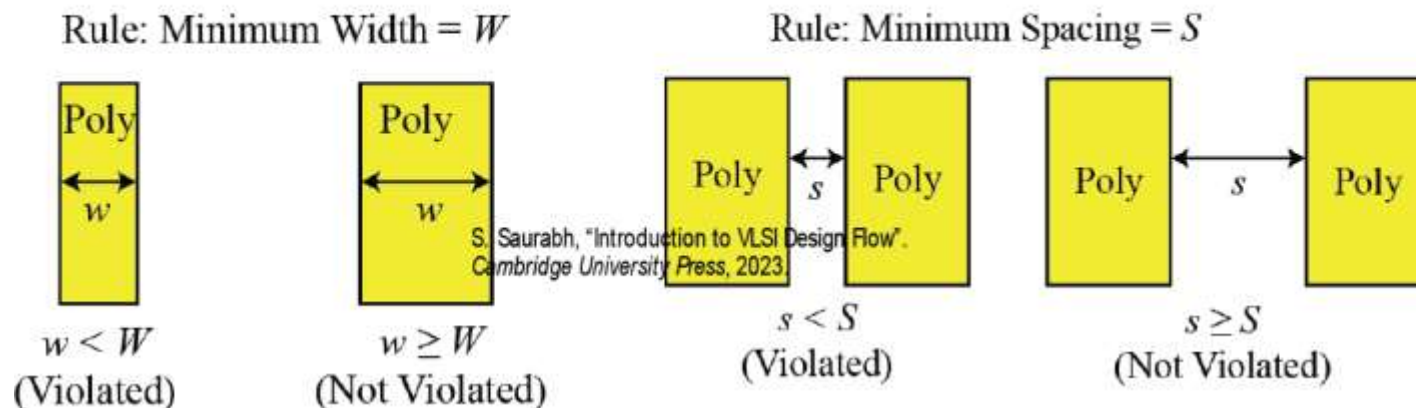 Rule: Minimum Width = W
Poly
w
w < W
(Violated)
Poly
w
w ≥ W
(Not Violated)
Rule: Minimum Spacing = S
Poly
s
Poly
s < S
(Violated)
Poly
s
Poly
s ≥ S
(Not Violated)
S. Saurabh, “Introduction to VLSI Design Flow”.
Cambridge University Press, 2023.